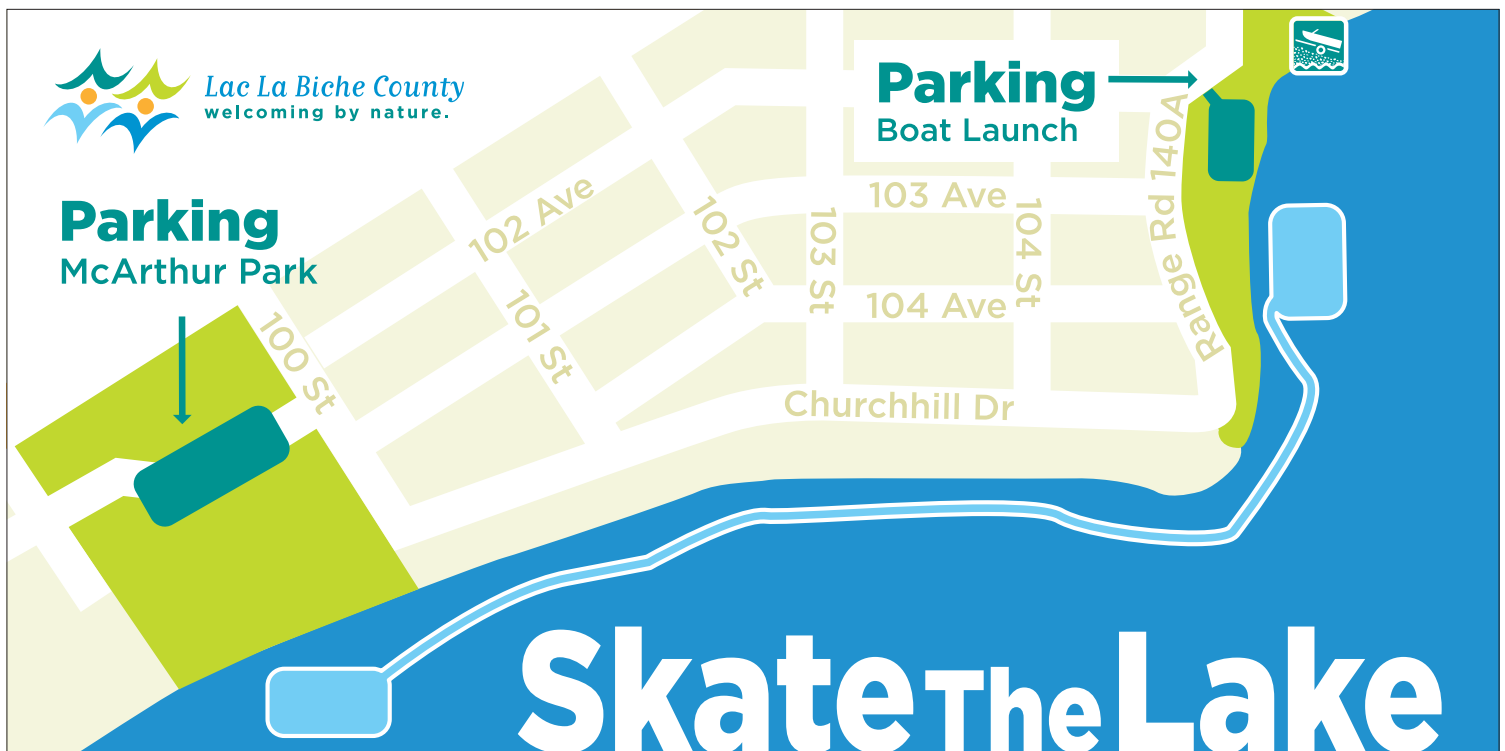 Lac La Biche County
welcoming by nature.
Parking
Boat Launch
Parking
McArthur Park
102 Ave
103 Ave
104 Ave
100 St
101 St
102 St
103 St
104 St
Range Rd 140A
Churchhill Dr
Skate The Lake